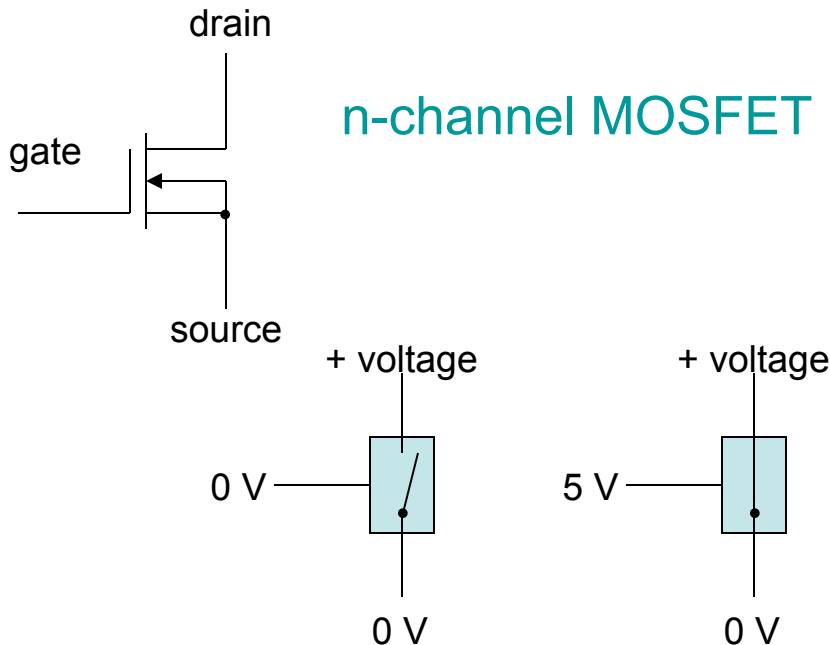 drain
n-channel MOSFET
gate
source
+ voltage
+ voltage
0 V
5 V
0 V
0 V